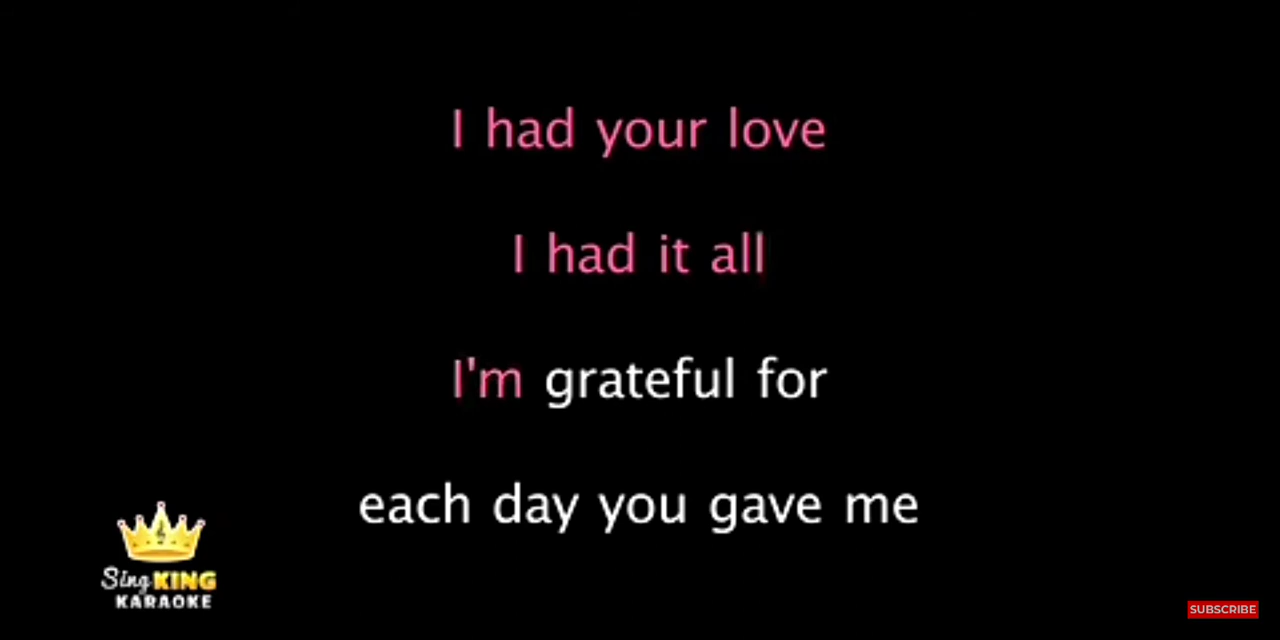 I had your love
I had it all
I'm grateful for
each day you gave me
Sing KING
KARAOKE
SUBSCRIBE